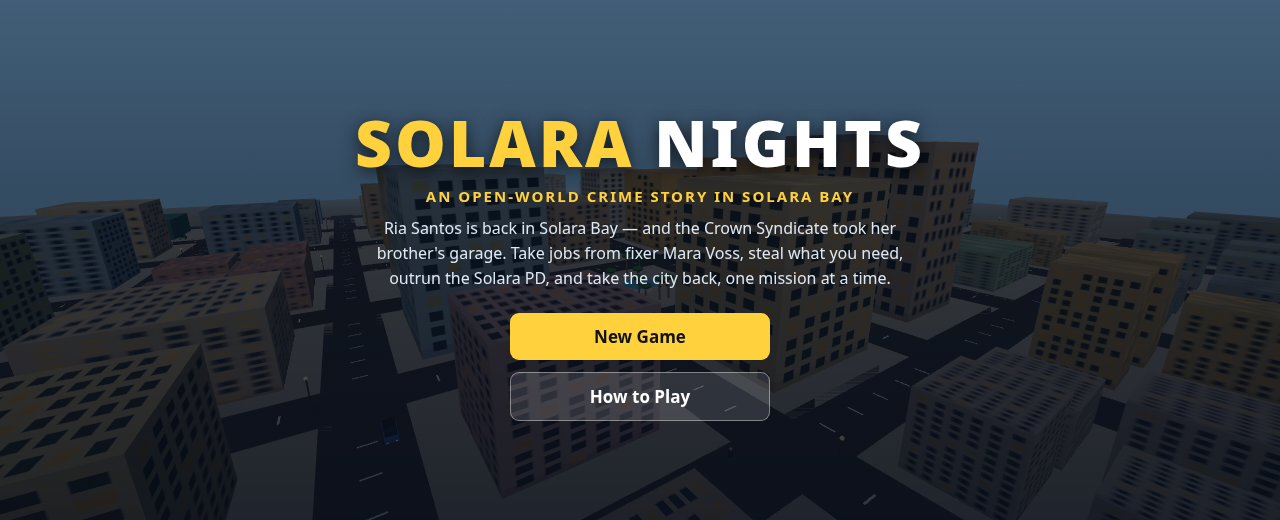 SOLARA NIGHTS
AN OPEN-WORLD CRIME STORY IN SOLARA BAY
Ria Santos is back in Solara Bay — and the Crown Syndicate took her
brother's garage. Take jobs from fixer Mara Voss, steal what you need,
outrun the Solara PD, and take the city back, one mission at a time.
New Game
How to Play